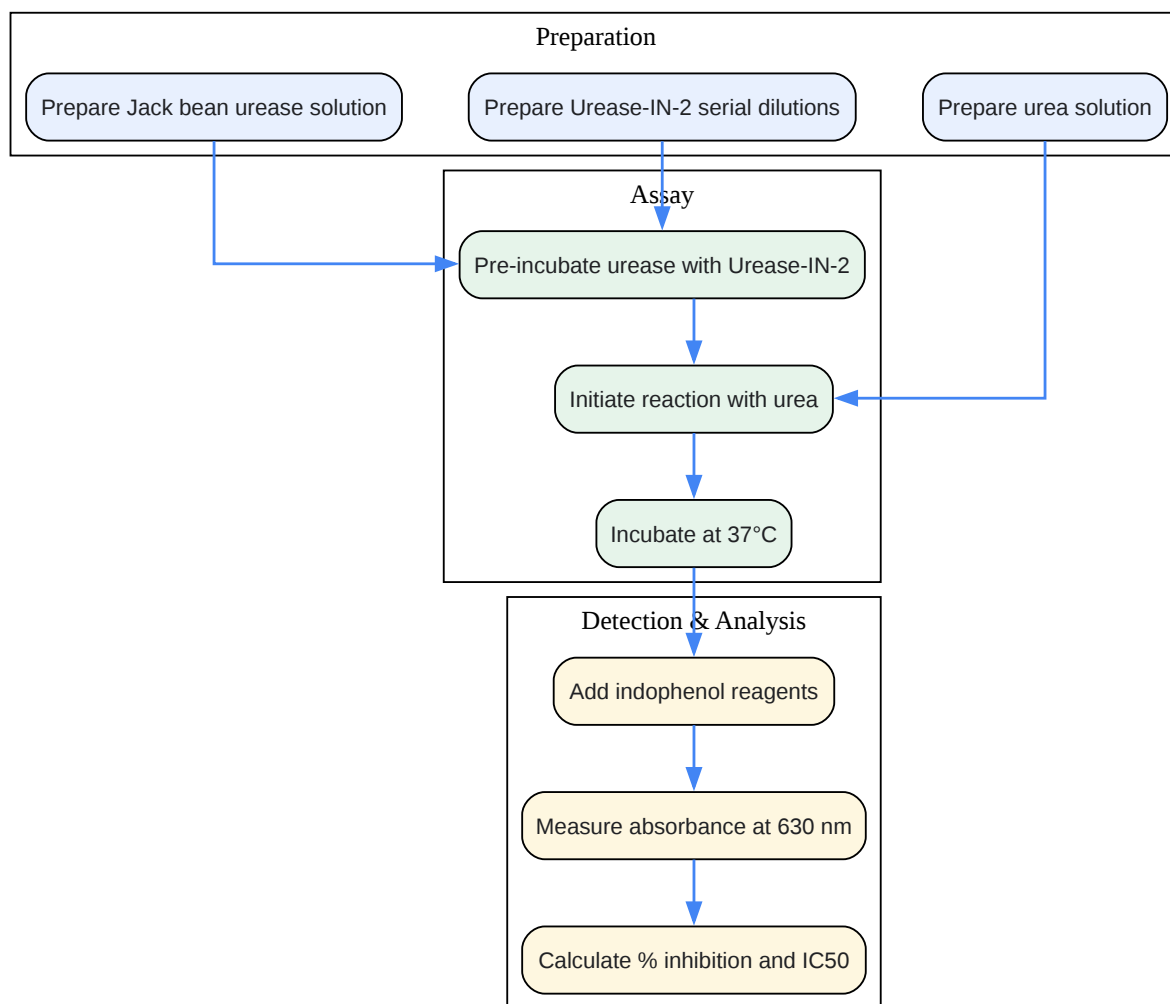 Preparation
Prepare Jack bean urease solution
Prepare Urease-IN-2 serial dilutions
Prepare urea solution
Assay
Pre-incubate urease with Urease-IN-2
Initiate reaction with urea
Incubate at 37°C
Detection & Analysis
Add indophenol reagents
Measure absorbance at 630 nm
Calculate % inhibition and IC50